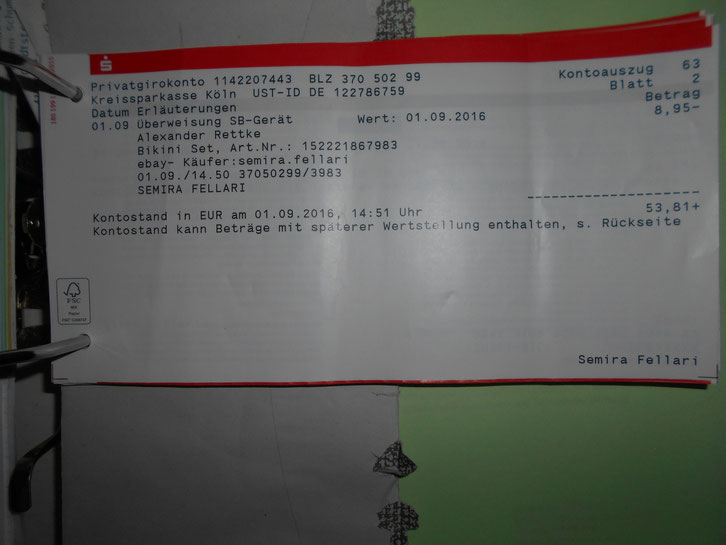 Privatgirokonto 1142207443 BLZ 370 502 99 Kontoauszug 63
Kreissparkasse Köln UST-ID DE 122786759 Blatt 2
Datum Erläuterungen Betrag
01.09 Überweisung SB-Gerät Wert: 01.09.2016 8,95-
Alexander Rettke
Bikini Set, Art.Nr.: 152221867983
ebay- Käufer:semira.fellari
01.09./14.50 37050299/3983
SEMIRA FELLARI
Kontostand in EUR am 01.09.2016, 14:51 Uhr 53,81+
Kontostand kann Beträge mit späterer Wertstellung enthalten, s. Rückseite
FSC
Semira Fellari